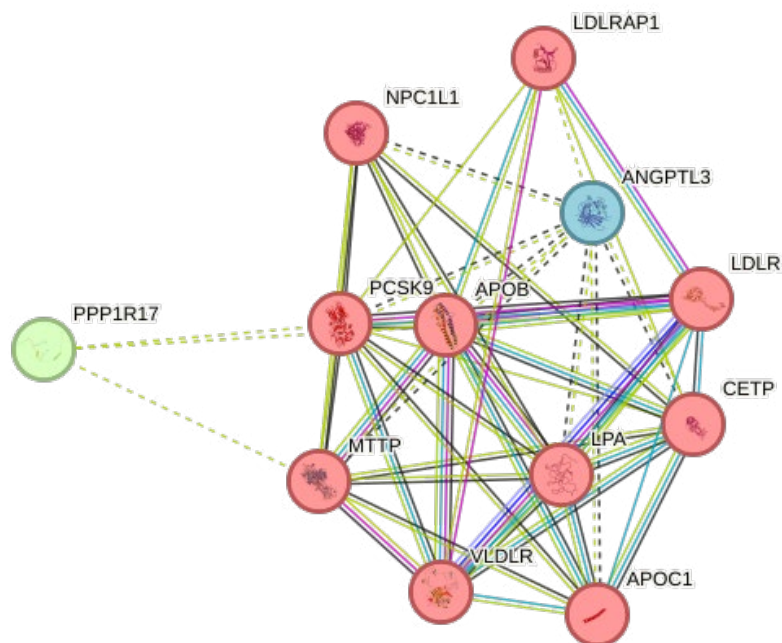 LDLRAP1
NPC1L1
ANGPTL3
LDLR
PCSK9
APOB
PPP1R17
CETP
MTTP
LPA
VLDLR
APOC1